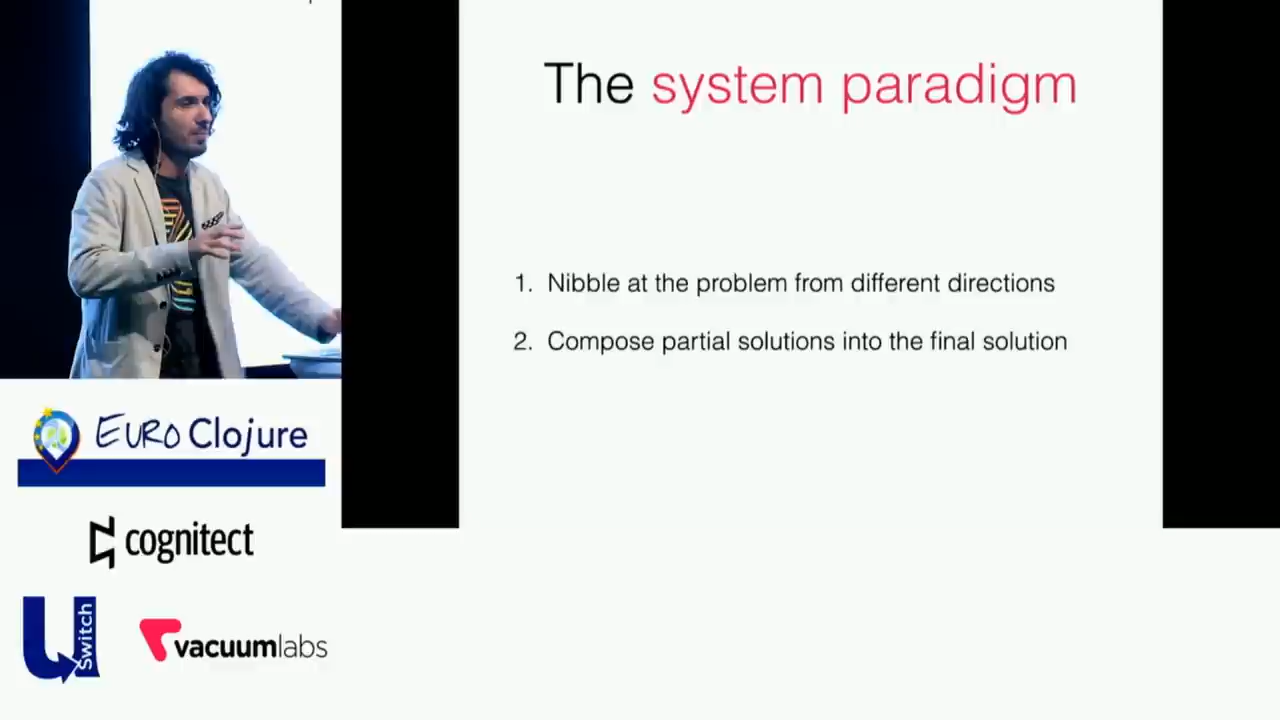 The system paradigm
1. Nibble at the problem from different directions
2. Compose partial solutions into the final solution
EURO Clojure
cognitect
uSwitch
vacuumlabs